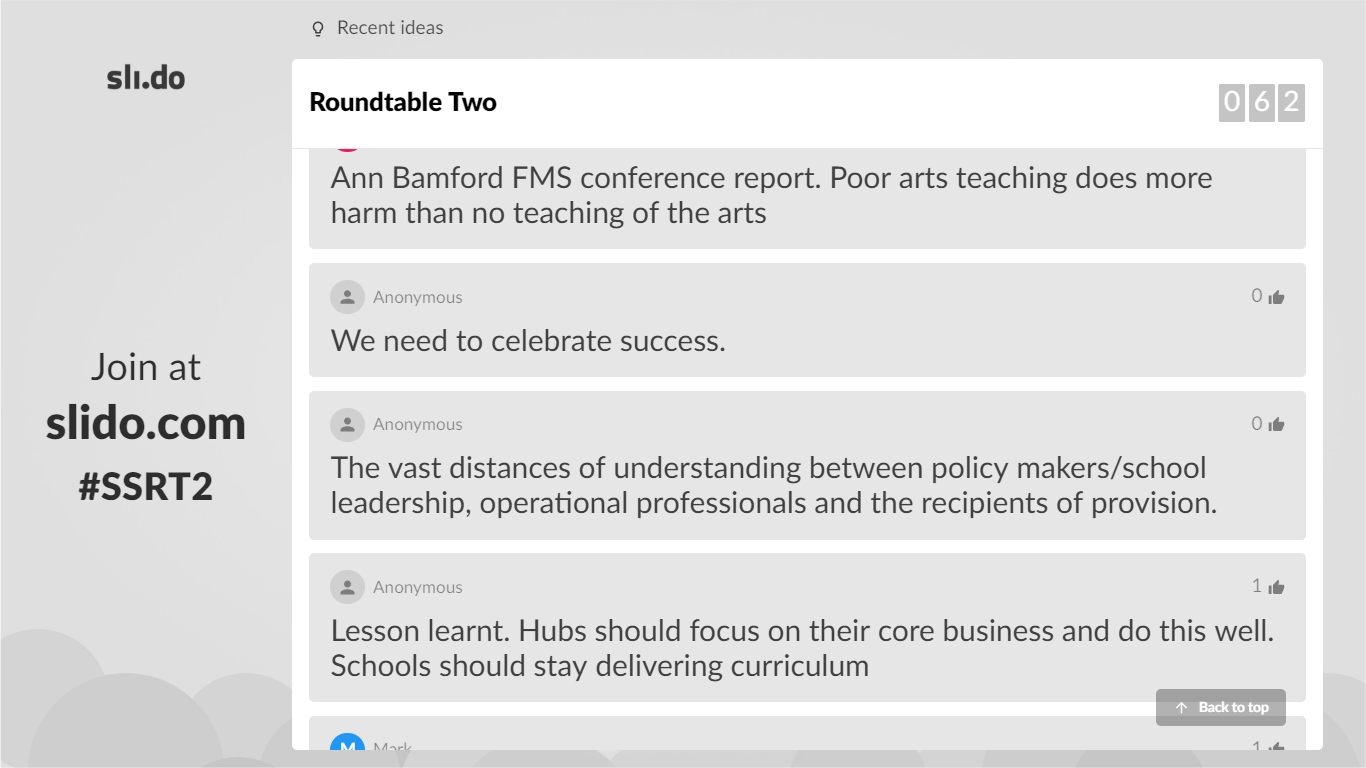 Recent ideas
sli.do
Roundtable Two
062
Ann Bamford FMS conference report. Poor arts teaching does more
harm than no teaching of the arts
Anonymous
0
We need to celebrate success.
Anonymous
0
The vast distances of understanding between policy makers/school
leadership, operational professionals and the recipients of provision.
Anonymous
1
Lesson learnt. Hubs should focus on their core business and do this well.
Schools should stay delivering curriculum
Back to top
M
Mark
1
Join at
slido.com
#SSRT2